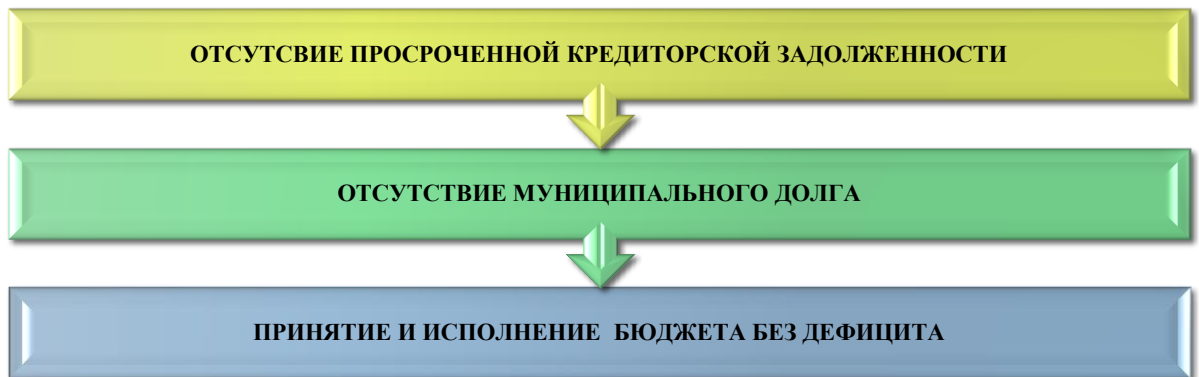 ОТСУТСВИЕ ПРОСРОЧЕННОЙ КРЕДИТОРСКОЙ ЗАДОЛЖЕННОСТИ
ОТСУТСТВИЕ МУНИЦИПАЛЬНОГО ДОЛГА
ПРИНЯТИЕ И ИСПОЛНЕНИЕ БЮДЖЕТА БЕЗ ДЕФИЦИТА